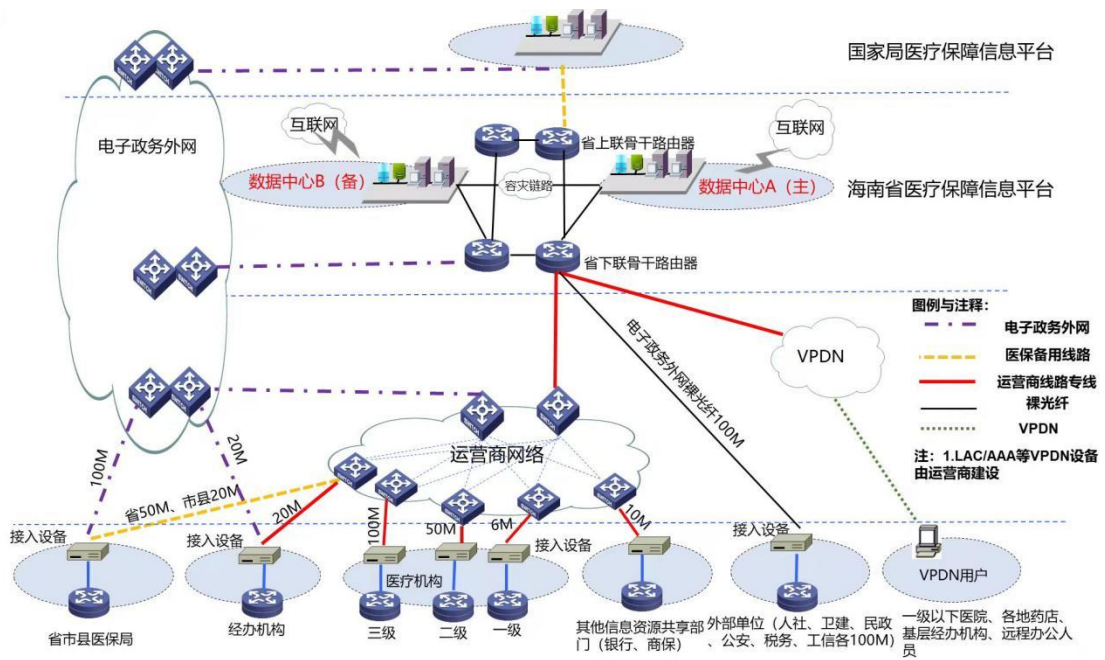 国家局医疗保障信息平台
电子政务外网
互联网
省上联骨干路由器
互联网
数据中心B（备）
容灾链路
数据中心A（主）
海南省医疗保障信息平台
省下联骨干路由器
SWITCH
电子政务外网裸光纤100M
VPDN
图例与注释：
电子政务外网
医保备用线路
运营商线路专线
裸光纤
VPDN
注：1.LAC/AAA等VPDN设备
由运营商建设
运营商网络
100M
20M
省50M、市县20M
20M
100M
50M
6M
10M
接入设备
接入设备
接入设备
接入设备
医疗机构
省市县医保局
经办机构
三级
二级
一级
其他信息资源共享部
门（银行、商保）
外部单位（人社、卫建、民政
、公安、税务、工信各100M）
VPDN用户
一级以下医院、各地药店、
基层经办机构、远程办公人
员